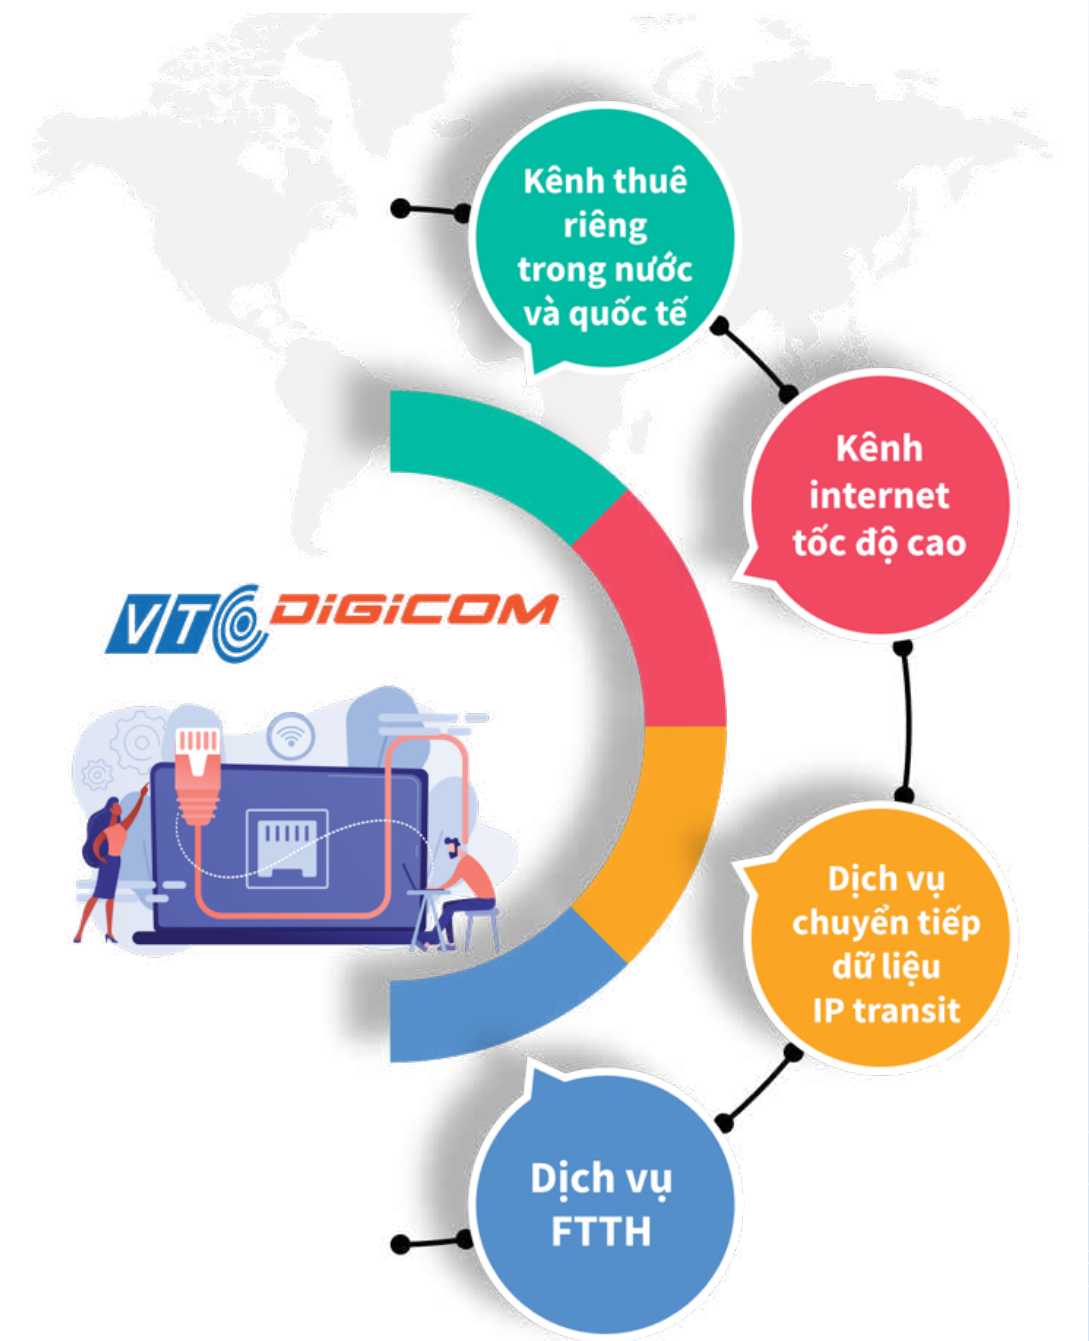 Kênh thuê
riêng
trong nước
và quốc tế
Kênh
internet
tốc độ cao
VTC DiGiCOM
Dịch vụ
chuyển tiếp
dữ liệu
IP transit
Dịch vụ
FTTH